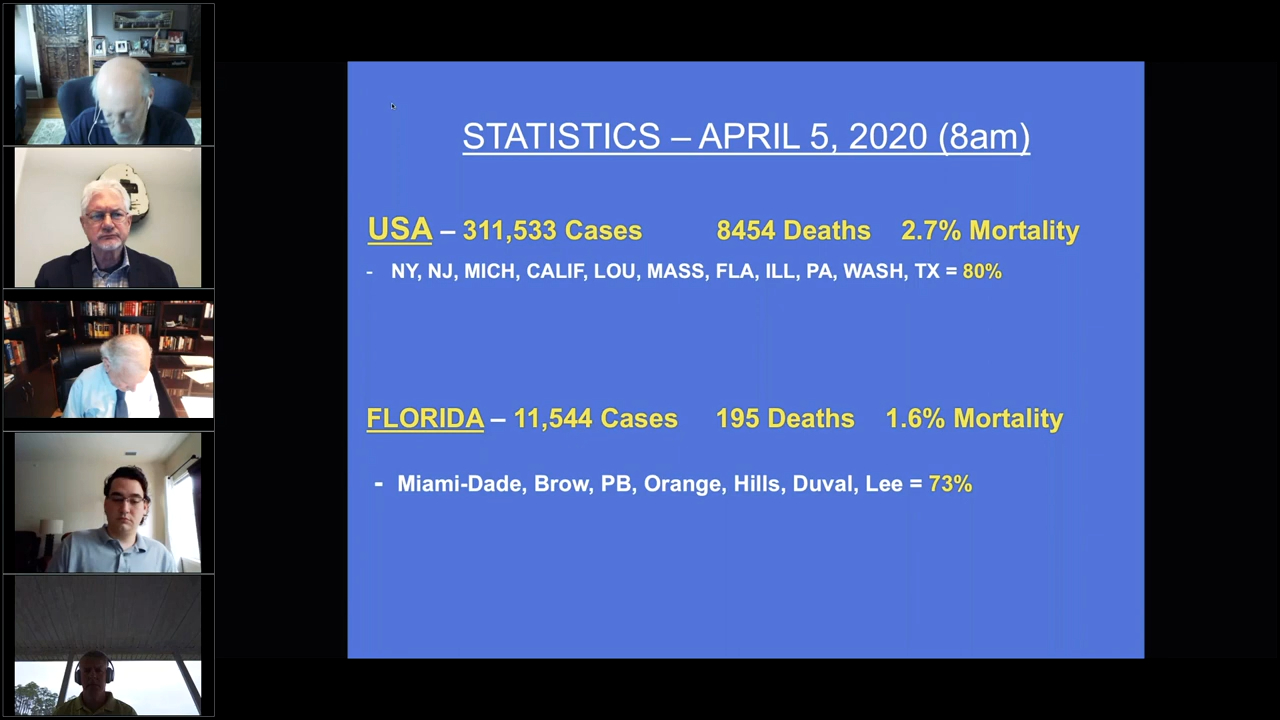 STATISTICS – APRIL 5, 2020 (8am)
USA – 311,533 Cases 8454 Deaths 2.7% Mortality
- NY, NJ, MICH, CALIF, LOU, MASS, FLA, ILL, PA, WASH, TX = 80%
FLORIDA – 11,544 Cases 195 Deaths 1.6% Mortality
- Miami-Dade, Brow, PB, Orange, Hills, Duval, Lee = 73%